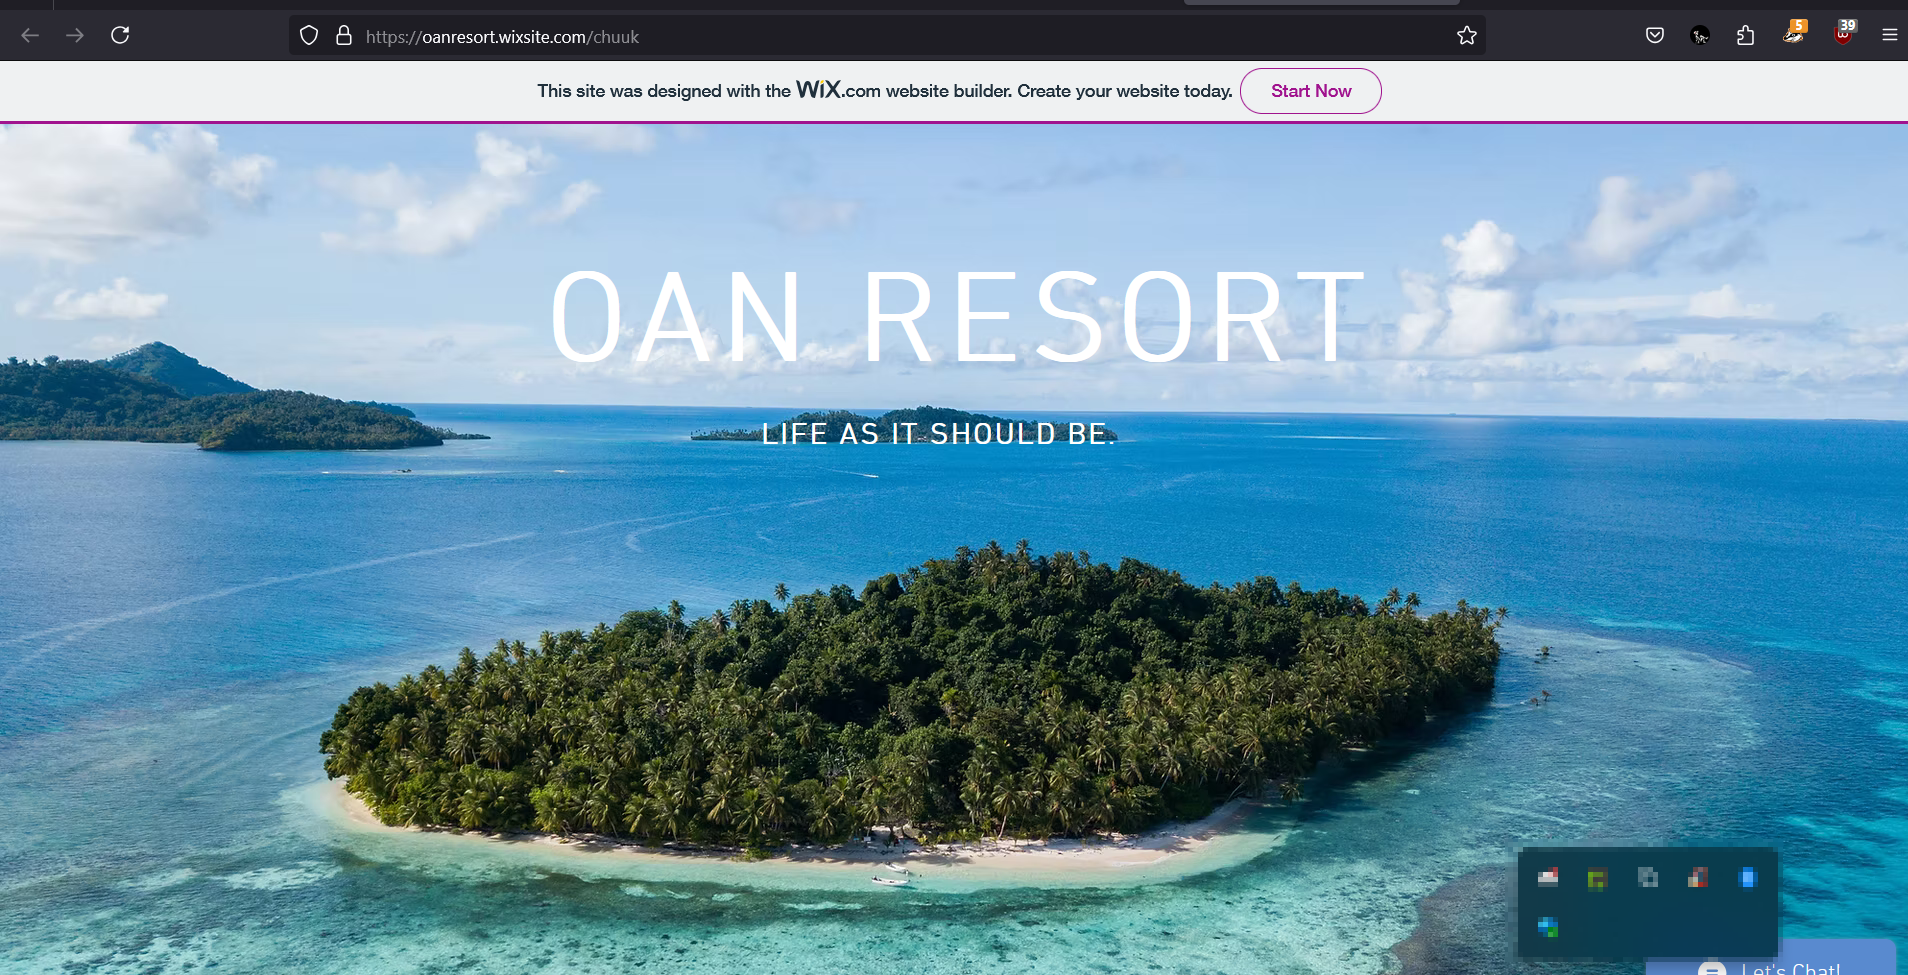 https://oanresort.wixsite.com/chuuk
5
39
This site was designed with the WiX.com website builder. Create your website today.
Start Now
OAN RESORT
LIFE AS IT SHOULD BE.
Let's Chat!